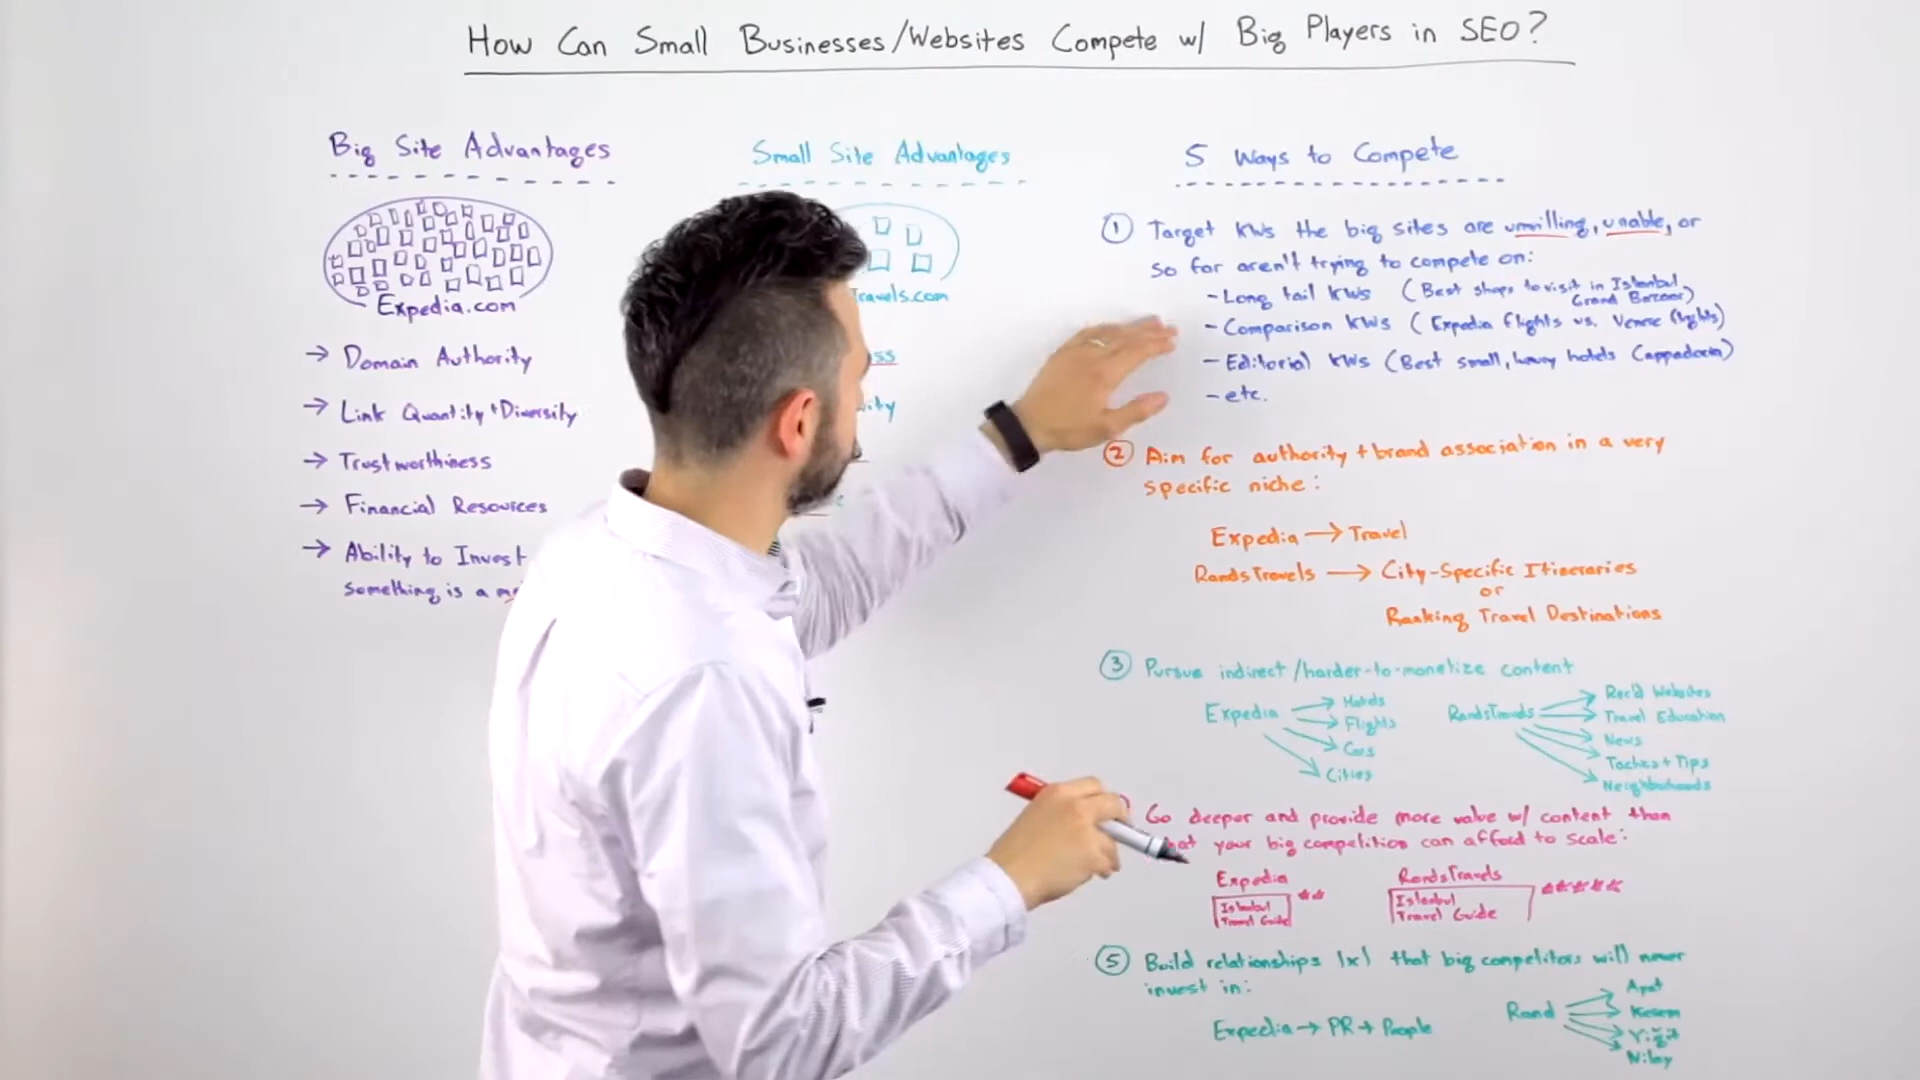 How Can Small Businesses/Websites Compete w/ Big Players in SEO?
Big Site Advantages
Expedia.com
→ Domain Authority
→ Link Quantity + Diversity
→ Trustworthiness
→ Financial Resources
→ Ability to Invest
something is a
Small Site Advantages
ravels.com
ss
ity
5 Ways to Compete
① Target KWs the big sites are unwilling, unable, or
so far aren't trying to compete on:
- Long tail KWs (Best shops to visit in Istanbul
Grand Bazaar)
- Comparison KWs (Expedia flights vs. flights)
- Editorial KWs (Best small, luxury hotels Cappadocia)
- etc.
② Aim for authority + brand association in a very
specific niche:
Expedia → Travel
RandsTravels → City-Specific Itineraries
or
Ranking Travel Destinations
③ Pursue indirect/harder-to-monetize content
Expedia → Hotels
→ Flights
→ Cars
→ Cities
RandsTravels → Rec'd Websites
→ Travel Education
→ News
→ + Tips
→ Neighborhoods
Go deeper and provide more value w/ content than
hat your big competition can afford to scale:
Expedia
Istanbul
Travel Guide
RandsTravels
Istanbul
Travel Guide
⑤ Build relationships 1x1 that big competitors will never
invest in:
Expedia → PR → People
Rand → Apat
→ Kerem
→ Yiğit
→ Nilay